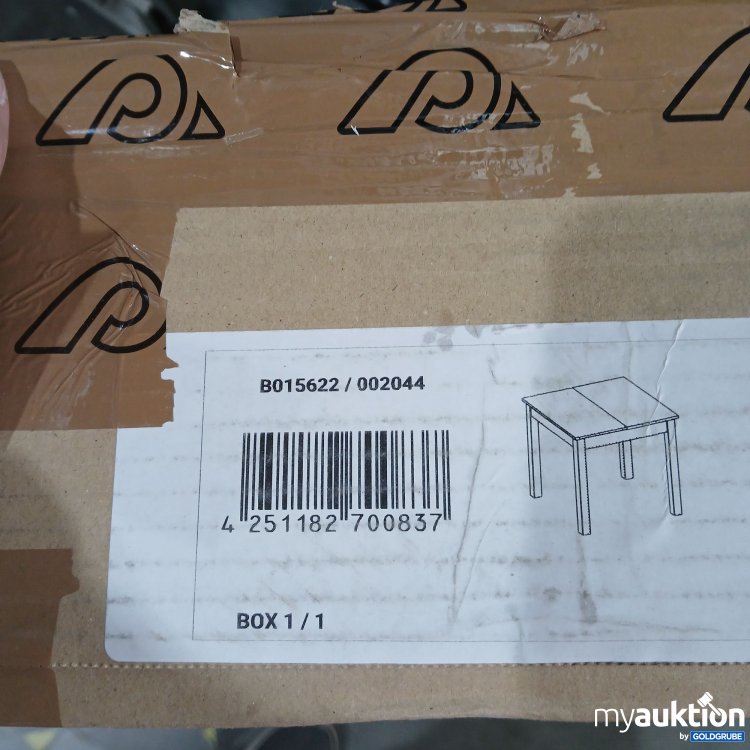 B015622 / 002044
4 251182 700837
BOX 1 / 1
myauktion
by GOLDGRUBE